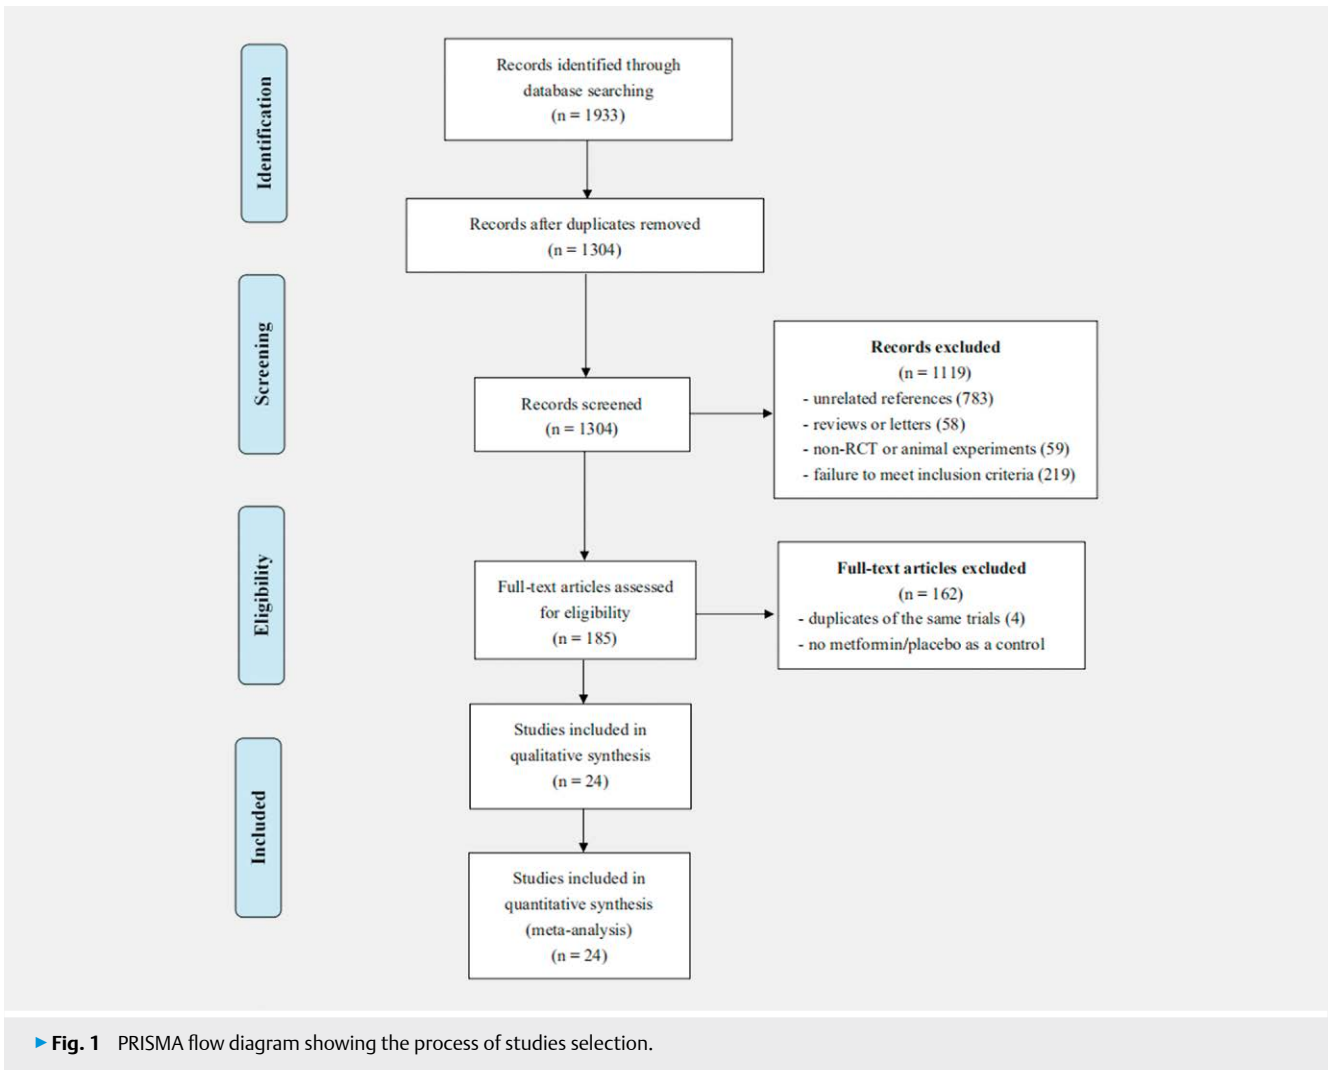 Identification
Records identified through
database searching
(n = 1933)
Records after duplicates removed
(n = 1304)
Screening
Records screened
(n = 1304)
Records excluded
(n = 1119)
- unrelated references (783)
- reviews or letters (58)
- non-RCT or animal experiments (59)
- failure to meet inclusion criteria (219)
Eligibility
Full-text articles assessed
for eligibility
(n = 185)
Full-text articles excluded
(n = 162)
- duplicates of the same trials (4)
- no metformin/placebo as a control
Included
Studies included in
qualitative synthesis
(n = 24)
Studies included in
quantitative synthesis
(meta-analysis)
(n = 24)
▶ Fig. 1 PRISMA flow diagram showing the process of studies selection.